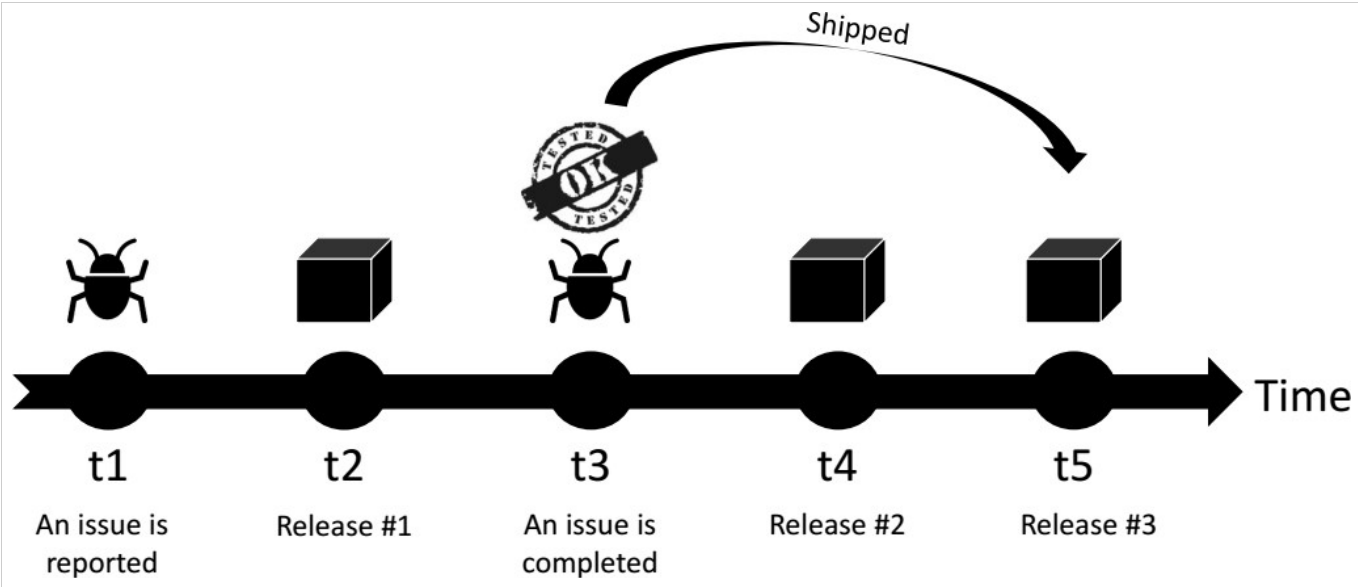 Shipped
TESTED
OK
TESTED
Time
t1
t2
t3
t4
t5
An issue is
reported
Release #1
An issue is
completed
Release #2
Release #3